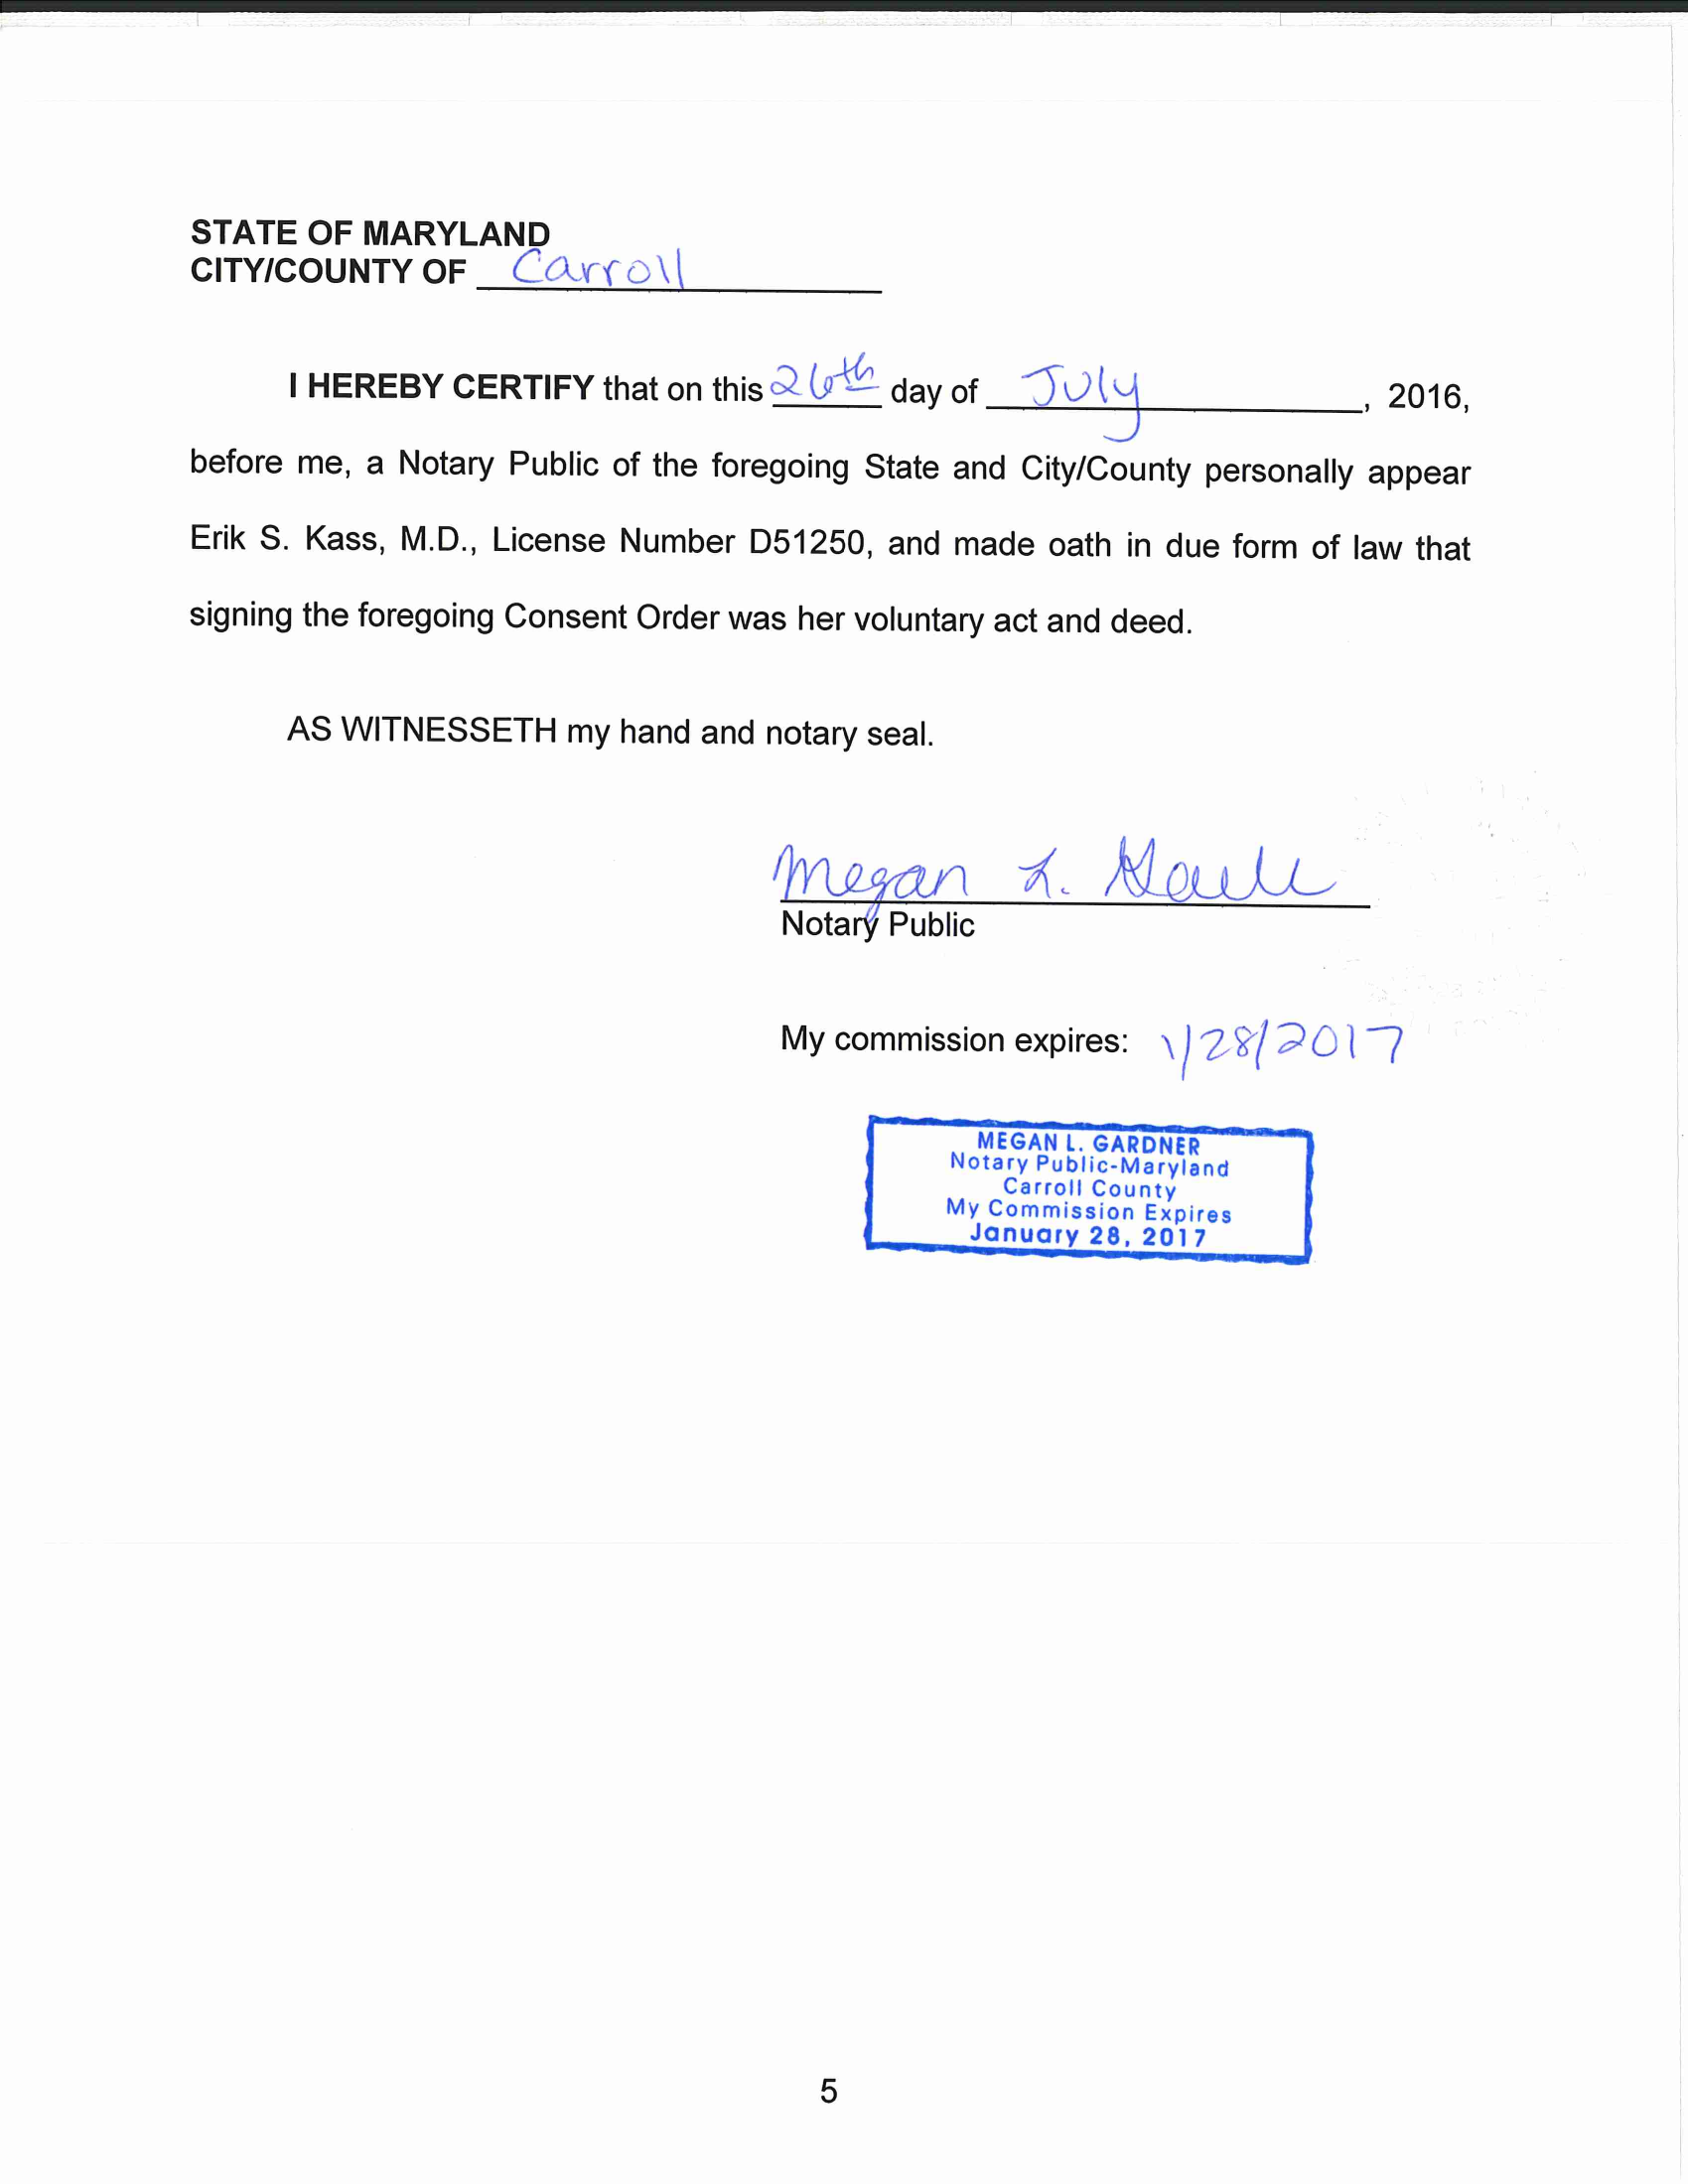 STATE OF MARYLAND
CITY/COUNTY OF Carroll
I HEREBY CERTIFY that on this 26th day of July, 2016,
before me, a Notary Public of the foregoing State and City/County personally appear
Erik S. Kass, M.D., License Number D51250, and made oath in due form of law that
signing the foregoing Consent Order was her voluntary act and deed.
AS WITNESSETH my hand and notary seal.
Megan L.
Notary Public
My commission expires: 1/28/2017
MEGAN L. GARDNER
Notary Public-Maryland
Carroll County
My Commission Expires
January 28, 2017
5